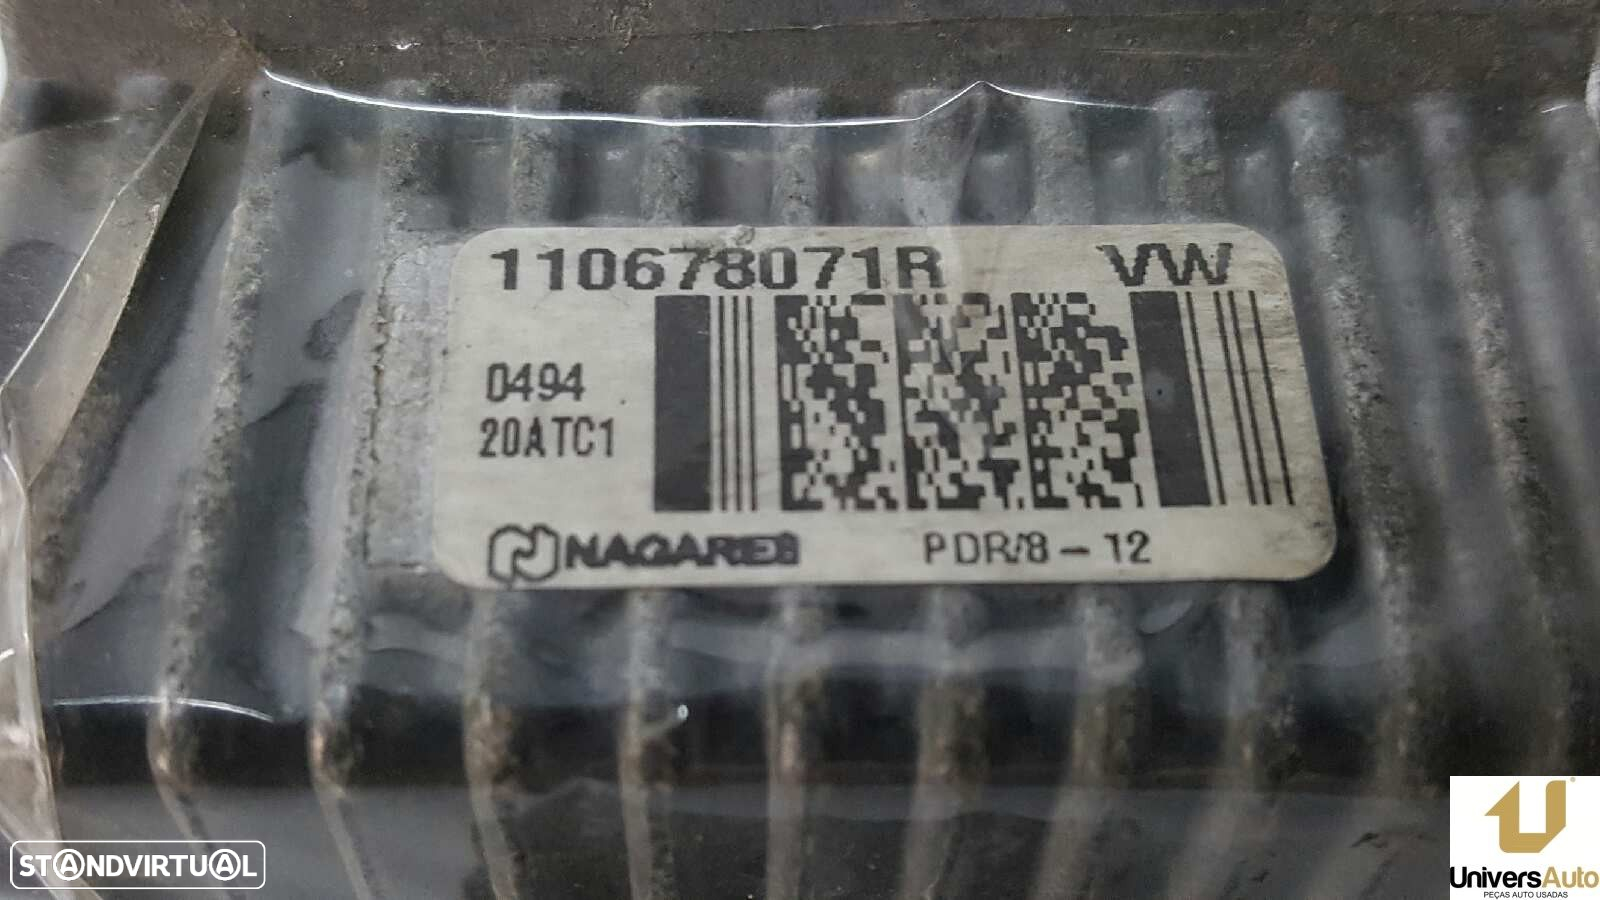 110678071R VW
0494
20ATC1
NAGARES PDR/8-12
STANDVIRTUAL
UniversAuto
PEÇAS AUTO USADAS